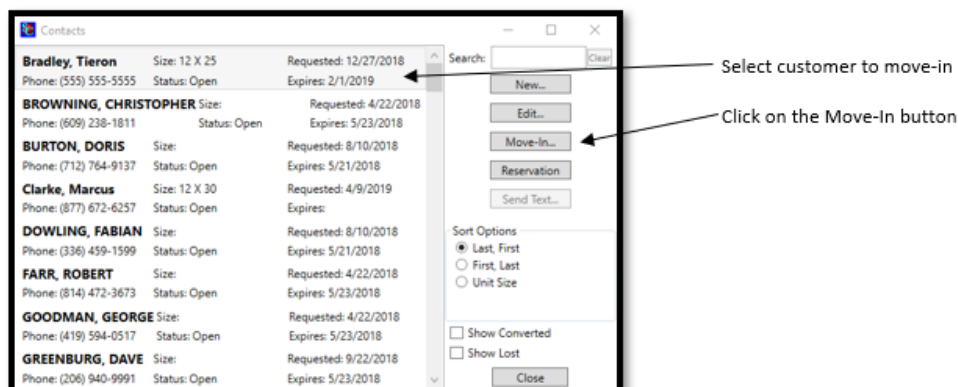 Contacts
Bradley, Tieron Size: 12 X 25 Requested: 12/27/2018
Phone: (555) 555-5555 Status: Open Expires: 2/1/2019
BROWNING, CHRISTOPHER Size: Requested: 4/22/2018
Phone: (609) 238-1811 Status: Open Expires: 5/23/2018
BURTON, DORIS Size: Requested: 8/10/2018
Phone: (712) 764-9137 Status: Open Expires: 5/21/2018
Clarke, Marcus Size: 12 X 30 Requested: 4/9/2019
Phone: (877) 672-6257 Status: Open Expires:
DOWLING, FABIAN Size: Requested: 8/10/2018
Phone: (336) 459-1599 Status: Open Expires: 5/21/2018
FARR, ROBERT Size: Requested: 4/22/2018
Phone: (814) 472-3673 Status: Open Expires: 5/23/2018
GOODMAN, GEORGE Size: Requested: 4/22/2018
Phone: (419) 594-0517 Status: Open Expires: 5/23/2018
GREENBURG, DAVE Size: Requested: 9/22/2018
Phone: (206) 940-9991 Status: Open Expires: 5/23/2018
Search: Clear
New...
Edit...
Move-In...
Reservation
Send Text...
Sort Options
Last, First
First, Last
Unit Size
Show Converted
Show Lost
Close
Select customer to move-in
Click on the Move-In button